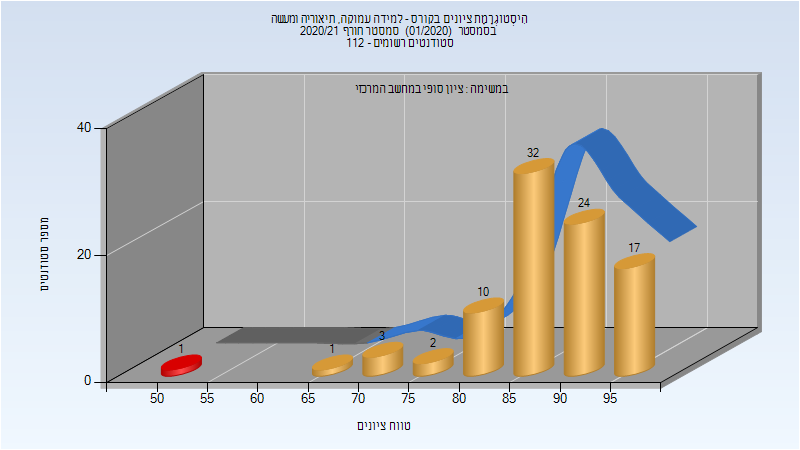 היסטוגרמת ציונים בקורס - למידה עמוקה, תיאוריה ומעשה
בסמסטר (01/2020) סמסטר חורף 2020/21
סטודנטים רשומים - 112
במשימה : ציון סופי במחשב המרכזי
מספר סטודנטים
40
20
0
1
1
3
2
10
32
24
17
50 55 60 65 70 75 80 85 90 95
טווח ציונים